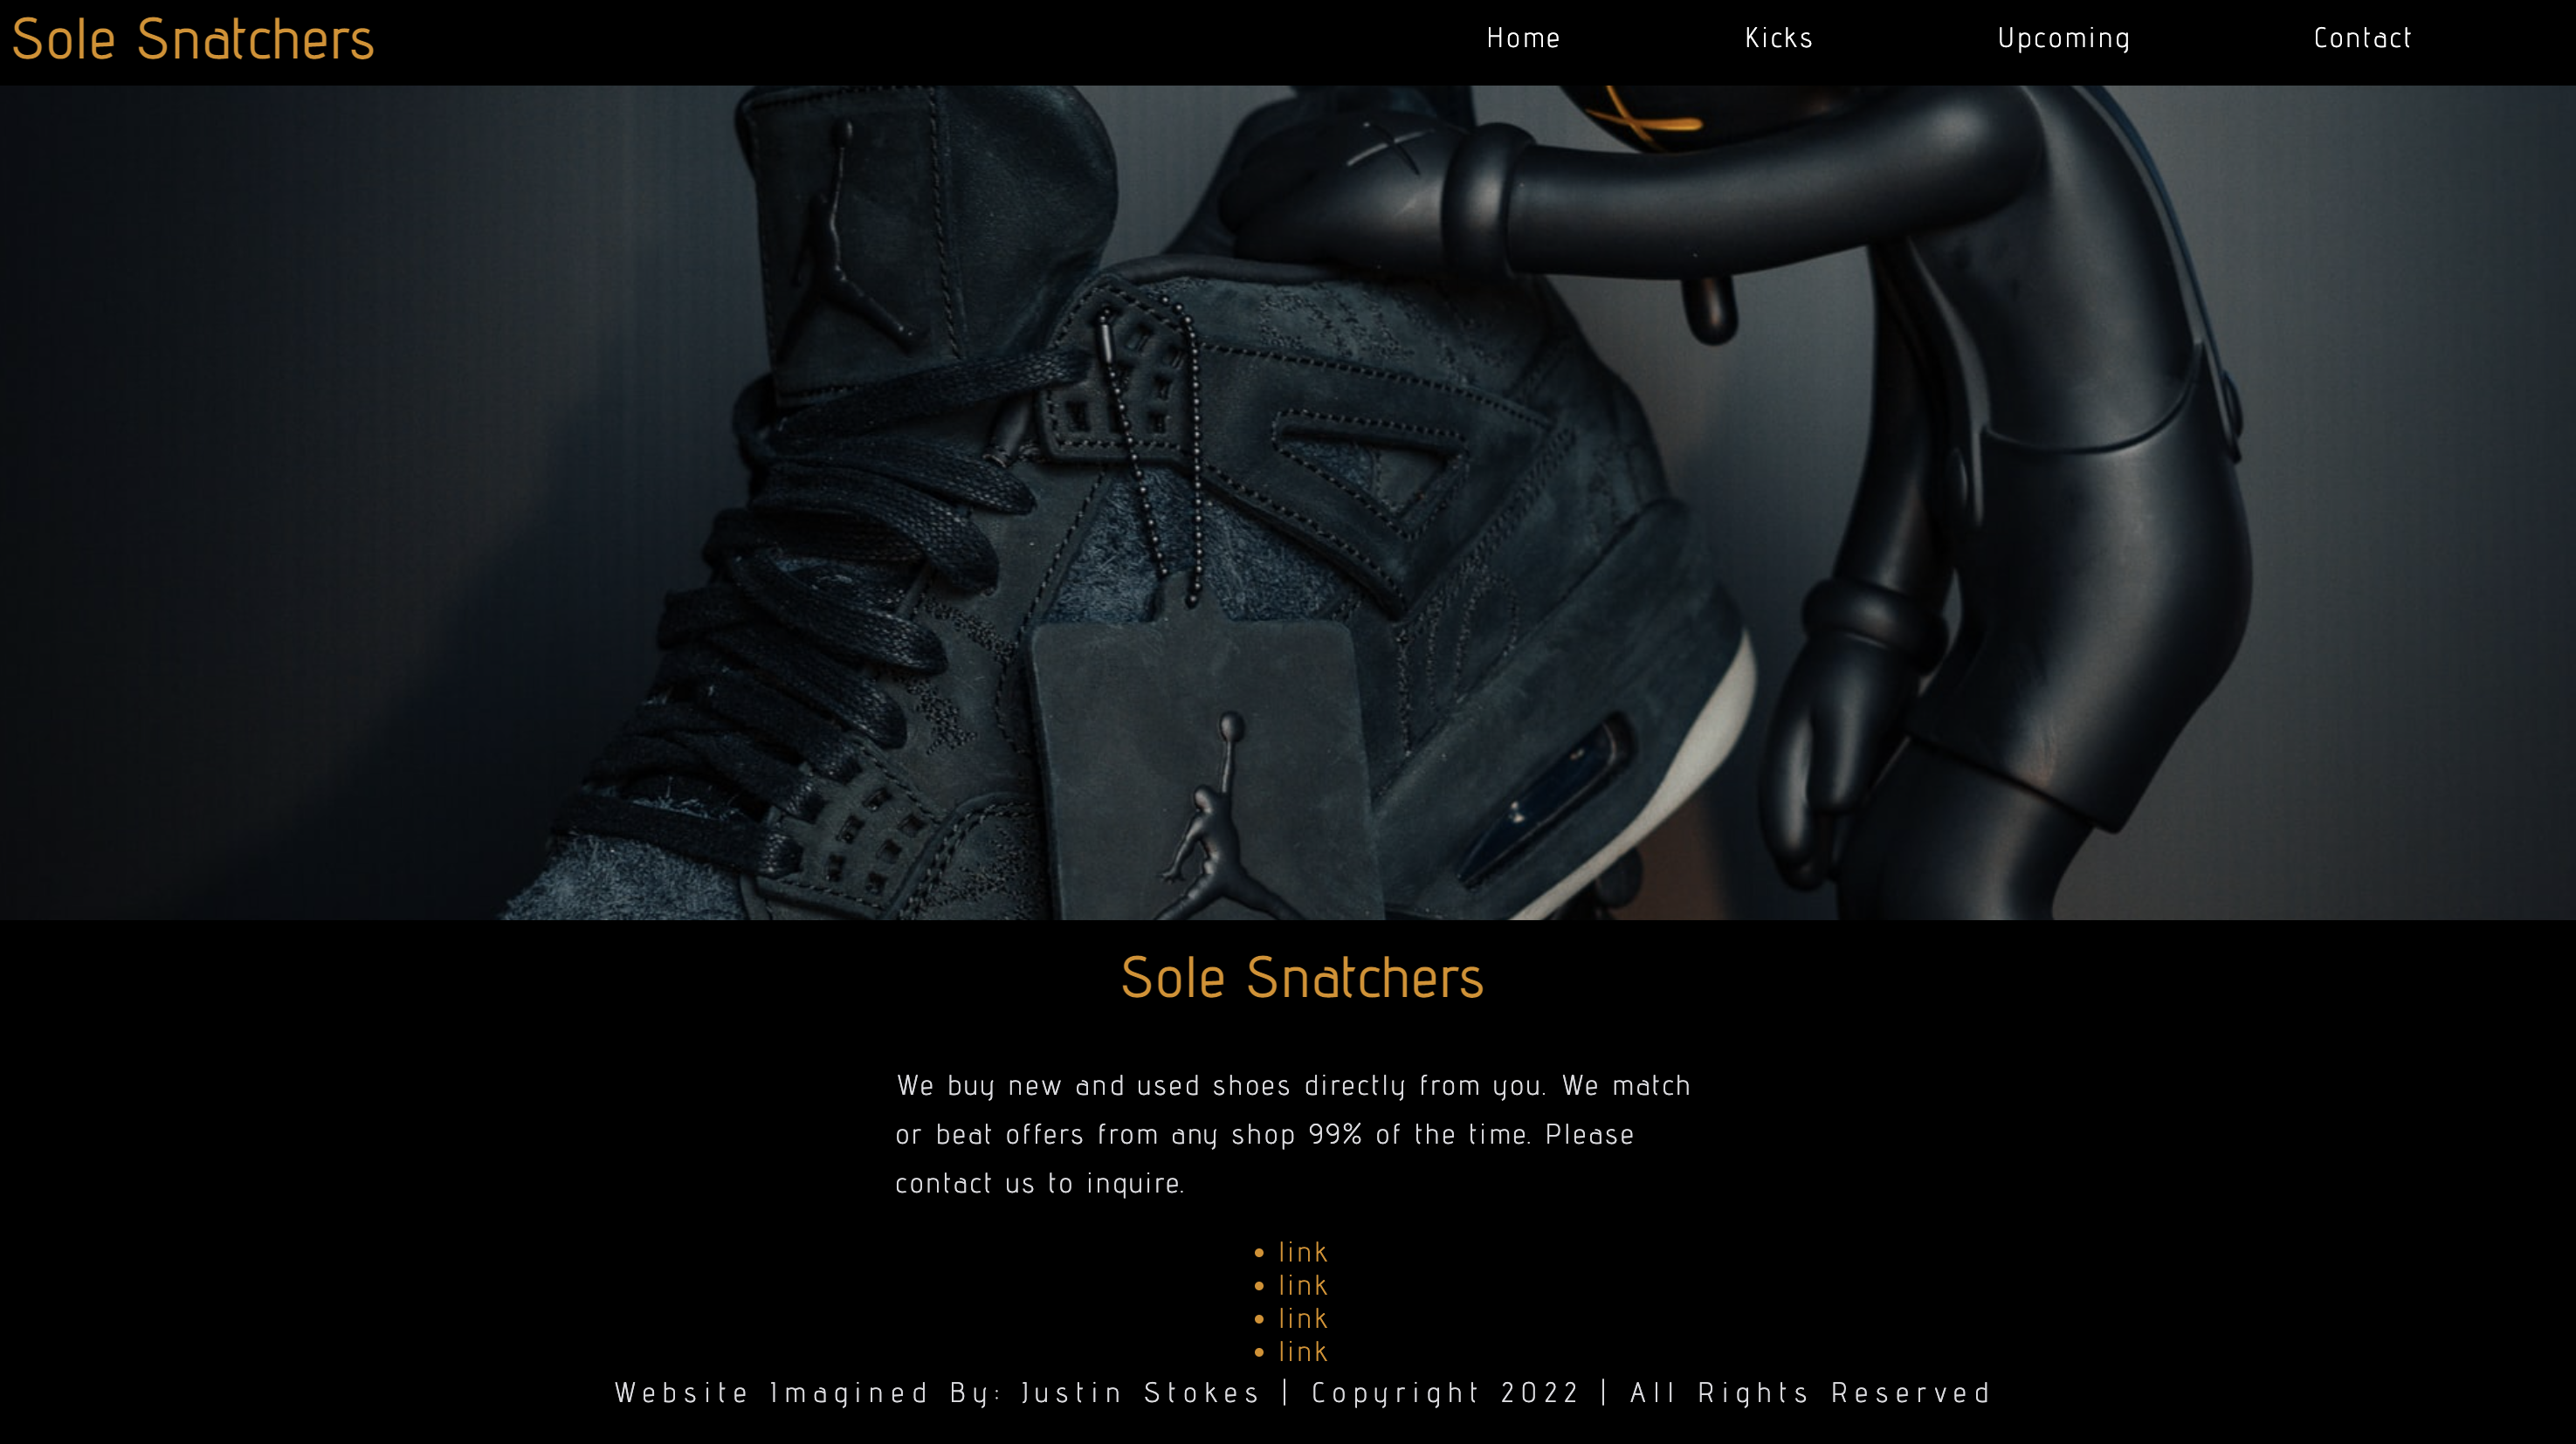 Sole Snatchers
Home Kicks Upcoming Contact
Sole Snatchers
We buy new and used shoes directly from you. We match
or beat offers from any shop 99% of the time. Please
contact us to inquire.
• link
• link
• link
• link
Website Imagined By: Justin Stokes | Copyright 2022 | All Rights Reserved